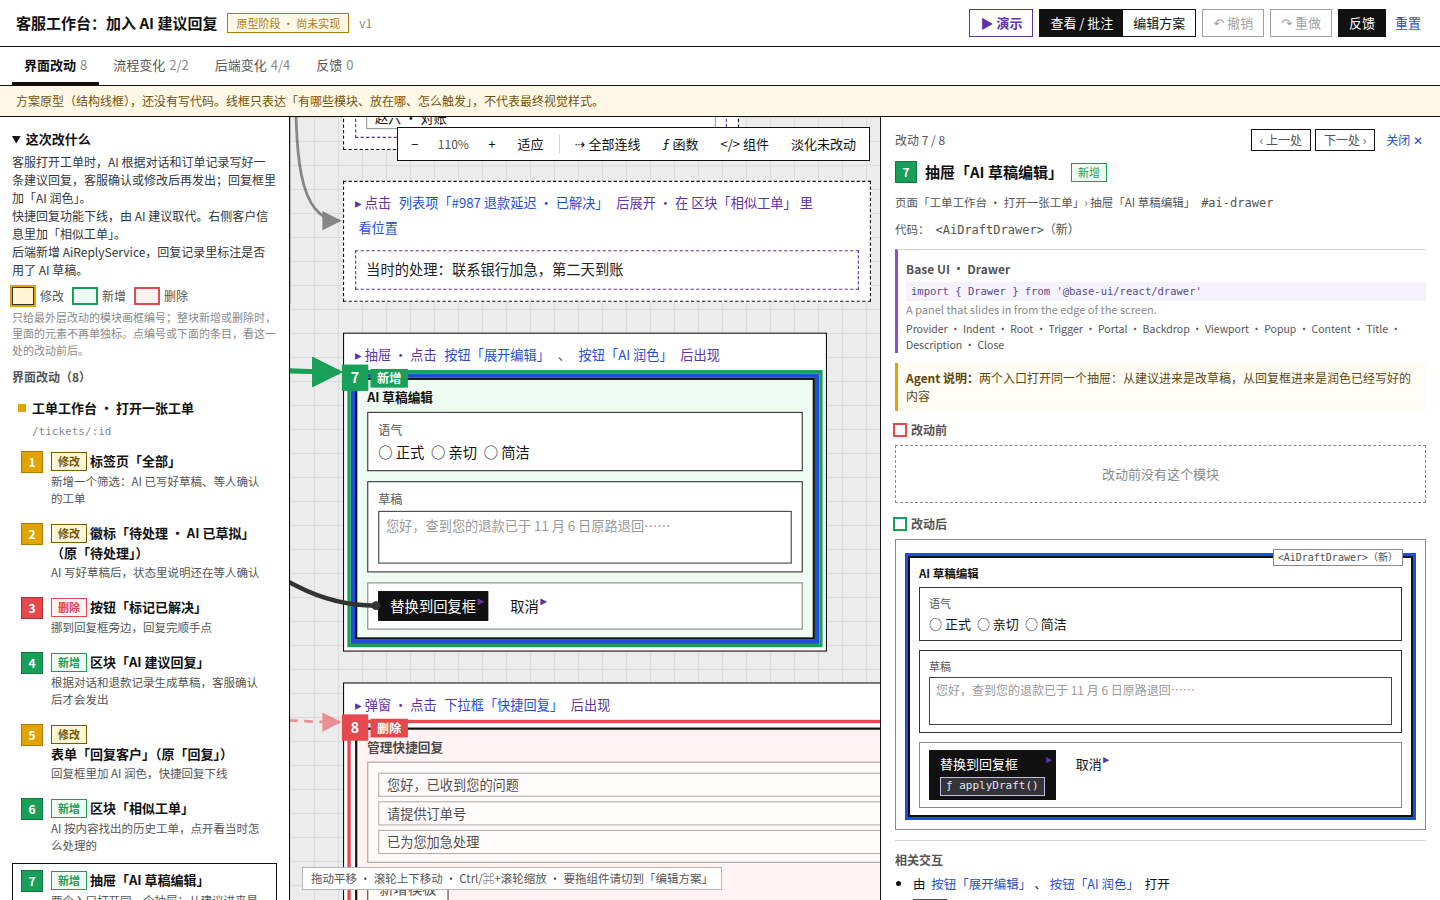 客服工作台：加入 AI 建议回复 原型阶段 · 尚未实现 v1 ▶ 演示 查看 / 批注 编辑方案 ↶ 撤销 ↷ 重做 反馈 重置
界面改动 8 流程变化 2/2 后端变化 4/4 反馈 0
方案原型（结构线框），还没有写代码。线框只表达「有哪些模块、放在哪、怎么触发」，不代表最终视觉样式。
▼ 这次改什么
客服打开工单时，AI 根据对话和订单记录写好一
条建议回复，客服确认或修改后再发出；回复框里
加「AI 润色」。
快捷回复功能下线，由 AI 建议取代。右侧客户信
息里加「相似工单」。
后端新增 AiReplyService，回复记录里标注是否
用了 AI 草稿。
修改 新增 删除
只给最外层改动的模块画框编号；整块新增或删除时，
里面的元素不再单独标。点编号或下面的条目，看这一
处的改动前后。
界面改动（8）
工单工作台 · 打开一张工单
/tickets/:id
1 修改 标签页「全部」
新增一个筛选：AI 已写好草稿、等人确认
的工单
2 修改 徽标「待处理 · AI 已草拟」
（原「待处理」）
AI 写好草稿后，状态里说明还在等人确认
3 删除 按钮「标记已解决」
挪到回复框旁边，回复完顺手点
4 新增 区块「AI 建议回复」
根据对话和退款记录生成草稿，客服确认
后才会发出
5 修改
表单「回复客户」（原「回复」）
回复框里加 AI 润色，快捷回复下线
6 新增 区块「相似工单」
AI 按内容找出的历史工单，点开看当时怎
么处理的
7 新增 抽屉「AI 草稿编辑」
两个入口打开同一个抽屉：从建议进来是
赵六 · 对账
− 110% + 适应 ⇢ 全部连线 ƒ 函数 </> 组件 淡化未改动
▸ 点击 列表项「#987 退款延迟 · 已解决」 后展开 · 在 区块「相似工单」 里
看位置
当时的处理：联系银行加急，第二天到账
▸ 抽屉 · 点击 按钮「展开编辑」 、 按钮「AI 润色」 后出现
7 新增
AI 草稿编辑
语气
正式 亲切 简洁
草稿
您好，查到您的退款已于 11 月 6 日原路退回……
替换到回复框 ▸ 取消 ▸
▸ 弹窗 · 点击 下拉框「快捷回复」 后出现
8 删除
管理快捷回复
您好，已收到您的问题
请提供订单号
已为您加急处理
新增模板
拖动平移 · 滚轮上下移动 · Ctrl/⌘+滚轮缩放 · 要拖组件请切到「编辑方案」
改动 7 / 8 ‹ 上一处 下一处 › 关闭 ✕
7 抽屉「AI 草稿编辑」 新增
页面「工单工作台 · 打开一张工单」 › 抽屉「AI 草稿编辑」 #ai-drawer
代码： <AiDraftDrawer>（新）
Base UI · Drawer
import { Drawer } from '@base-ui/react/drawer'
A panel that slides in from the edge of the screen.
Provider · Indent · Root · Trigger · Portal · Backdrop · Viewport · Popup · Content · Title ·
Description · Close
Agent 说明：两个入口打开同一个抽屉：从建议进来是改草稿，从回复框进来是润色已经写好的
内容
改动前
改动前没有这个模块
改动后
<AiDraftDrawer>（新）
AI 草稿编辑
语气
正式 亲切 简洁
草稿
您好，查到您的退款已于 11 月 6 日原路退回……
替换到回复框 ▸ 取消 ▸
ƒ applyDraft()
相关交互
• 由 按钮「展开编辑」 、 按钮「AI 润色」 打开